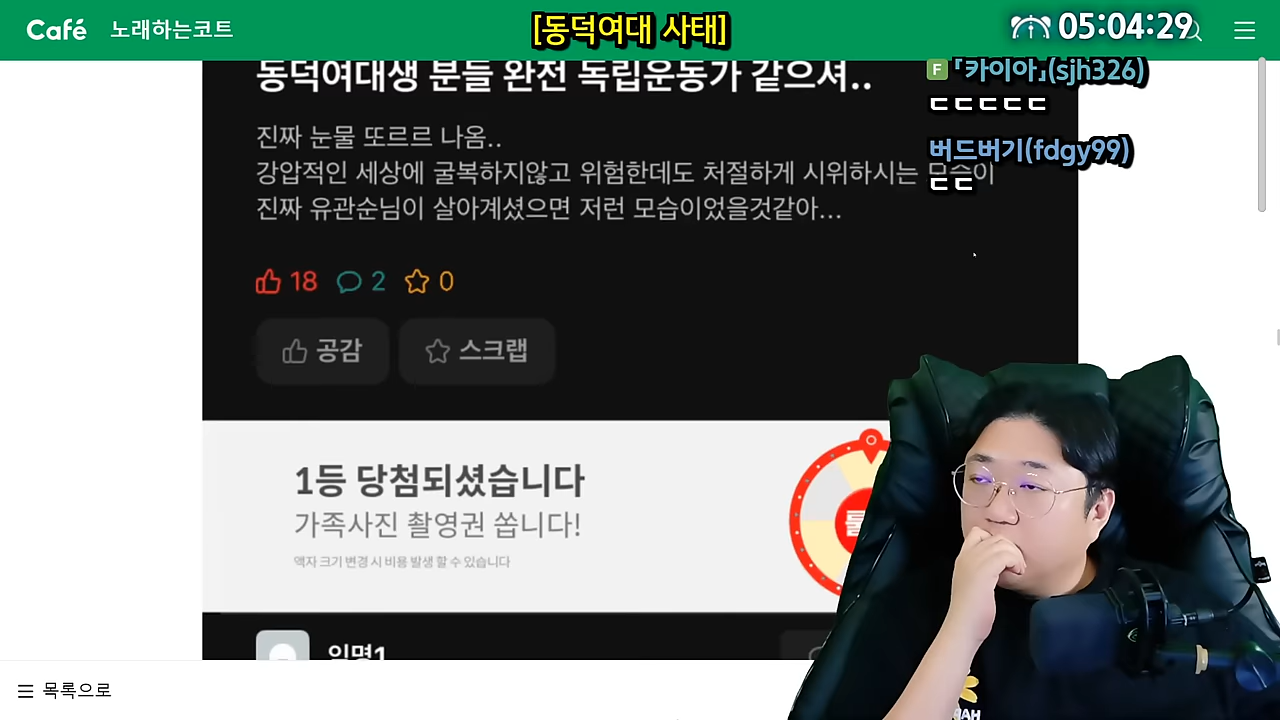 Café 노래하는코트
[동덕여대 사태]
05:04:29
동덕여대생 분들 완전 독립운동가 같으셔..
F 「카이아」(sjh326)
ㄷㄷㄷㄷㄷ
버드버기(fdgy99)
ㄷㄷ
진짜 눈물 또르르 나옴..
강압적인 세상에 굴복하지않고 위험한데도 처절하게 시위하시는 모습이
진짜 유관순님이 살아계셨으면 저런 모습이었을것같아...
18 2 0
공감 스크랩
1등 당첨되셨습니다
가족사진 촬영권 쏩니다!
액자 크기 변경 시 비용 발생 할 수 있습니다
익명1
목록으로